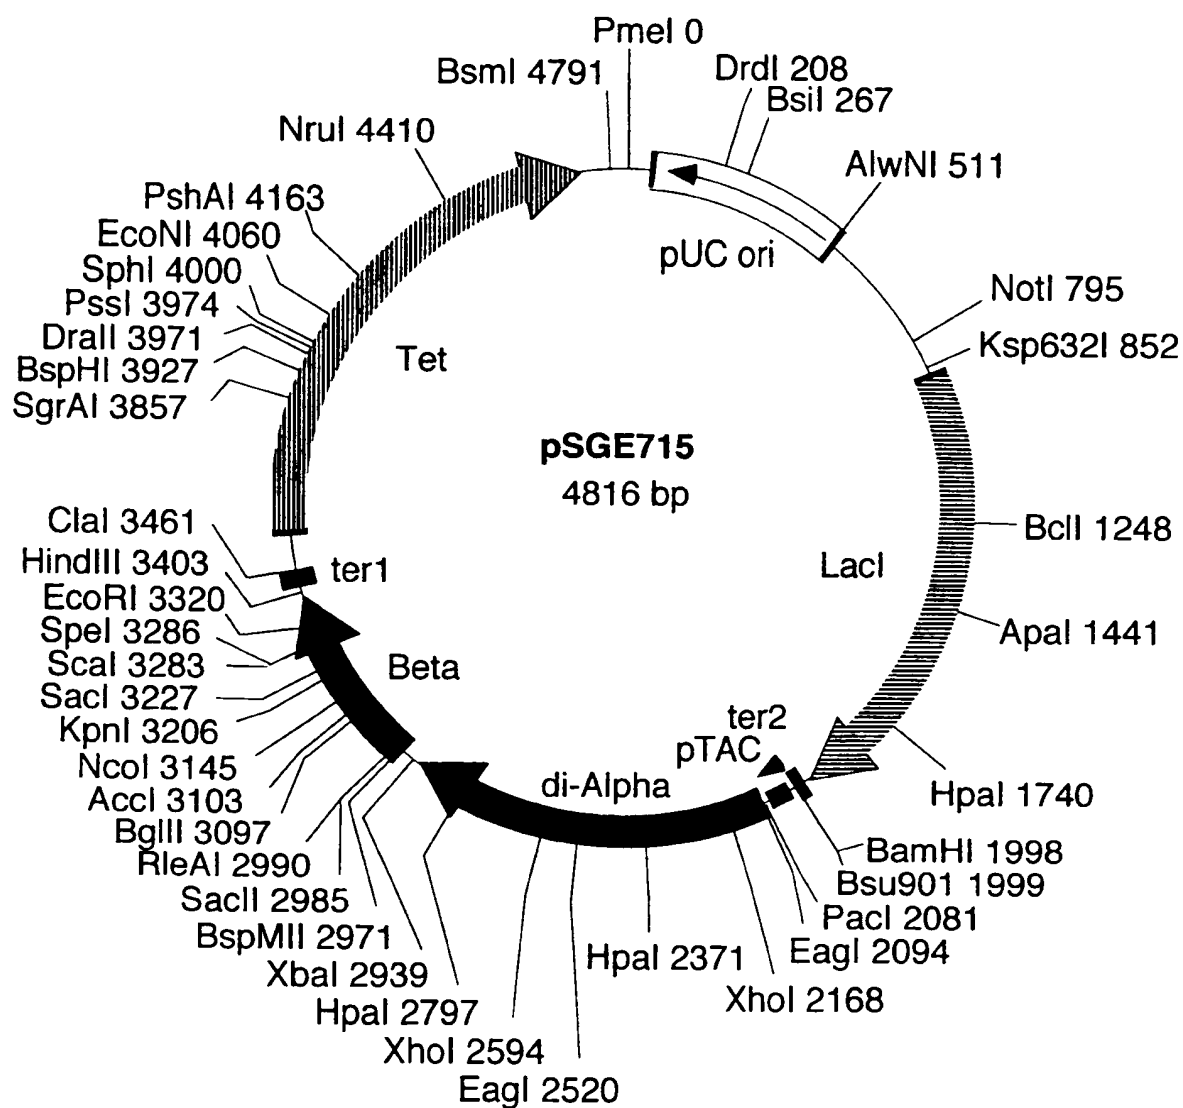 PmeI 0
BsmI 4791
DrdI 208
BsiI 267
NruI 4410
AlwNI 511
PshAI 4163
EcoNI 4060
SphI 4000
PssI 3974
DraII 3971
BspHI 3927
SgrAI 3857
pUC ori
NotI 795
Ksp632I 852
Tet
pSGE715
4816 bp
ClaI 3461
HindIII 3403
EcoRI 3320
SpeI 3286
ScaI 3283
SacI 3227
KpnI 3206
NcoI 3145
AccI 3103
BglII 3097
RleAI 2990
SacII 2985
BspMII 2971
XbaI 2939
HpaI 2797
XhoI 2594
EagI 2520
ter1
Beta
di-Alpha
ter2
pTAC
LacI
BclI 1248
ApaI 1441
HpaI 1740
BamHI 1998
Bsu90I 1999
PacI 2081
EagI 2094
XhoI 2168
HpaI 2371